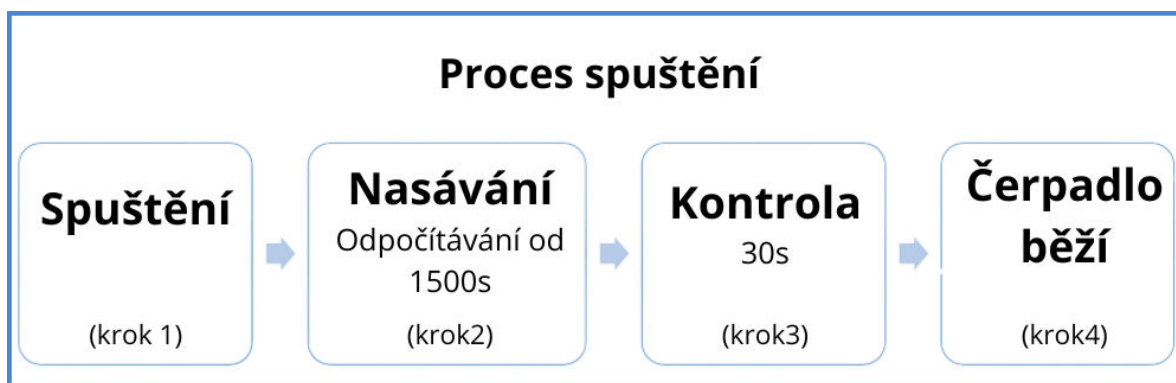 Proces spuštění
Spuštění
(krok 1)
Nasávání
Odpočítávání od
1500s
(krok2)
Kontrola
30s
(krok3)
Čerpadlo
běží
(krok4)